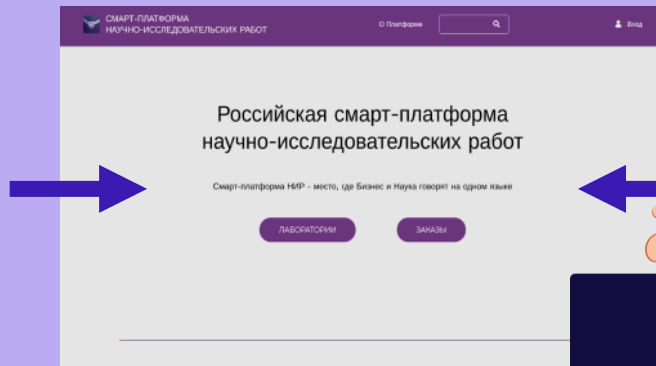 СМАРТ-ПЛАТФОРМА
НАУЧНО-ИССЛЕДОВАТЕЛЬСКИХ РАБОТ
О Платформе
Вход
Российская смарт-платформа
научно-исследовательских работ
Смарт-платформа НИР - место, где Бизнес и Наука говорят на одном языке
ЛАБОРАТОРИИ
ЗАКАЗЫ